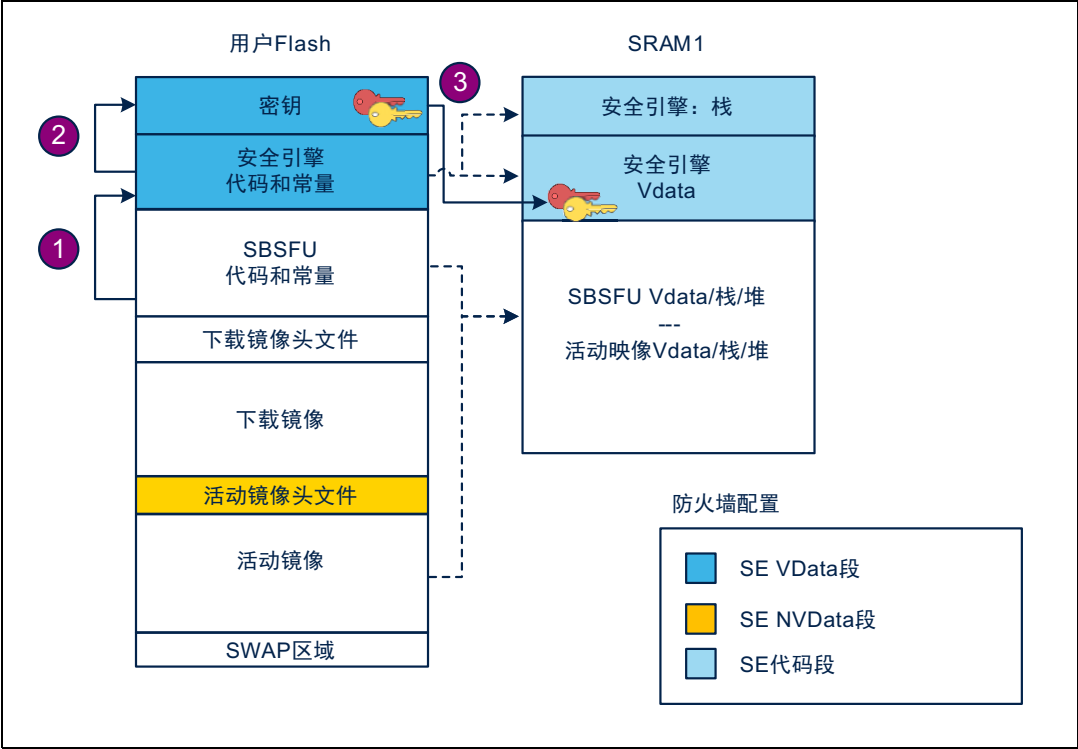 用户Flash
SRAM1
密钥
安全引擎
代码和常量
SBSFU
代码和常量
下载镜像头文件
下载镜像
活动镜像头文件
活动镜像
SWAP区域
1
2
3
安全引擎：栈
安全引擎
Vdata
SBSFU Vdata/栈/堆
---
活动映像Vdata/栈/堆
防火墙配置
SE VData段
SE NVData段
SE代码段